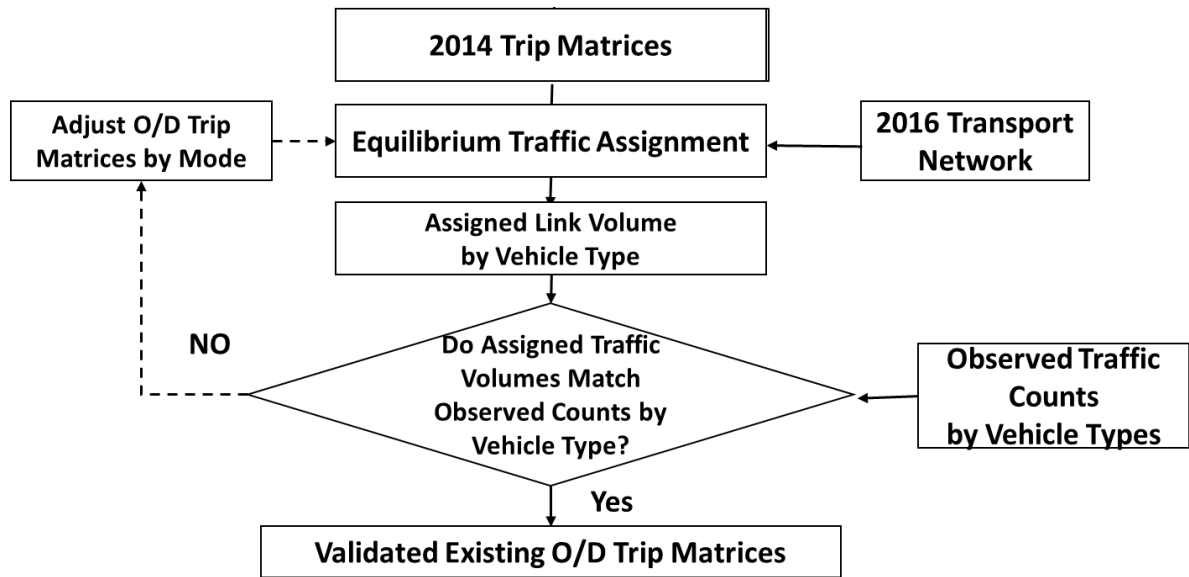 2014 Trip Matrices
Adjust O/D Trip
Matrices by Mode
Equilibrium Traffic Assignment
2016 Transport
Network
Assigned Link Volume
by Vehicle Type
NO
Do Assigned Traffic
Volumes Match
Observed Counts by
Vehicle Type?
Observed Traffic
Counts
by Vehicle Types
Yes
Validated Existing O/D Trip Matrices